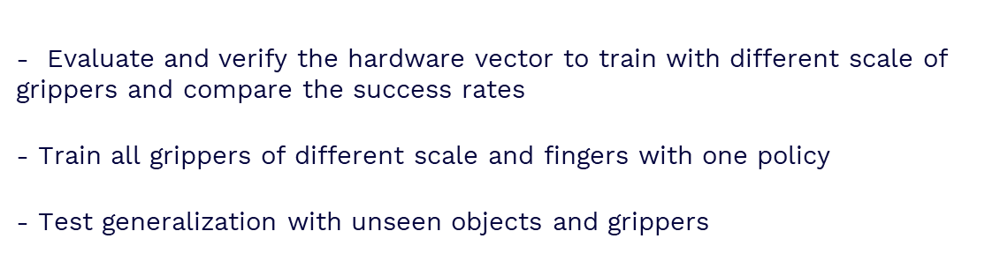 - Evaluate and verify the hardware vector to train with different scale of
grippers and compare the success rates
- Train all grippers of different scale and fingers with one policy
- Test generalization with unseen objects and grippers